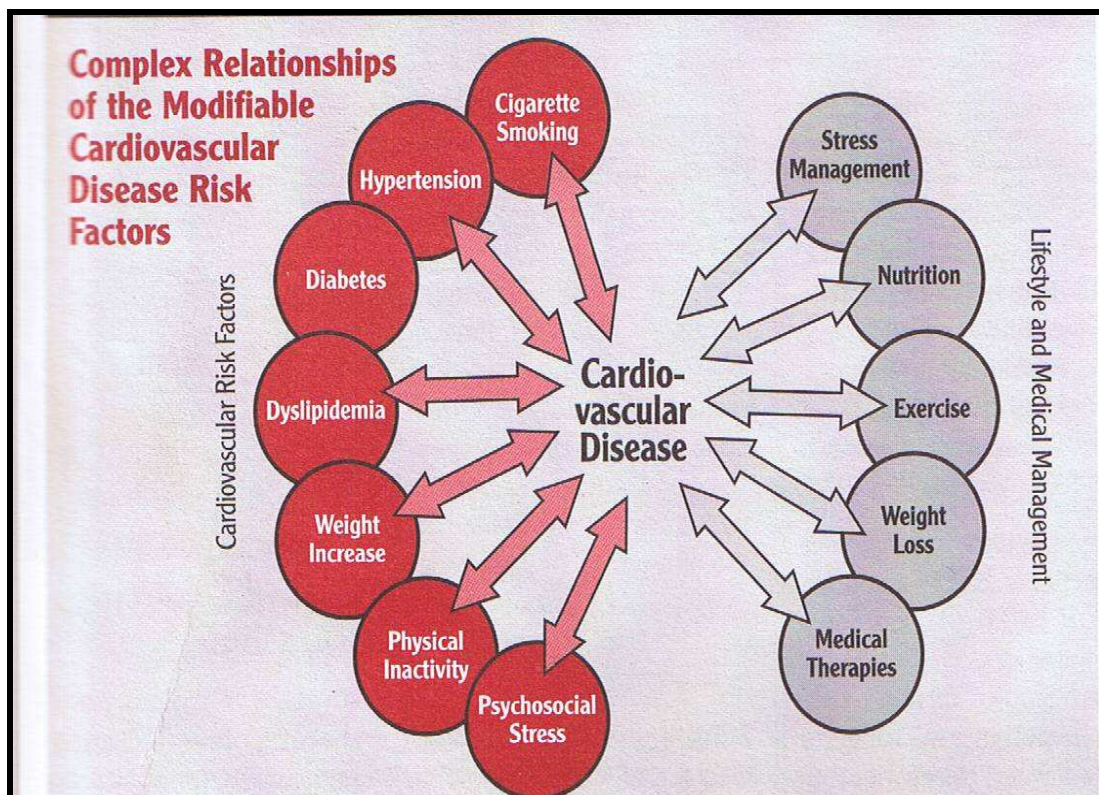 Complex Relationships
of the Modifiable
Cardiovascular
Disease Risk
Factors
Cardiovascular Risk Factors
Cigarette
Smoking
Hypertension
Diabetes
Dyslipidemia
Weight
Increase
Physical
Inactivity
Psychosocial
Stress
Cardio-
vascular
Disease
Stress
Management
Nutrition
Exercise
Weight
Loss
Medical
Therapies
Lifestyle and Medical Management